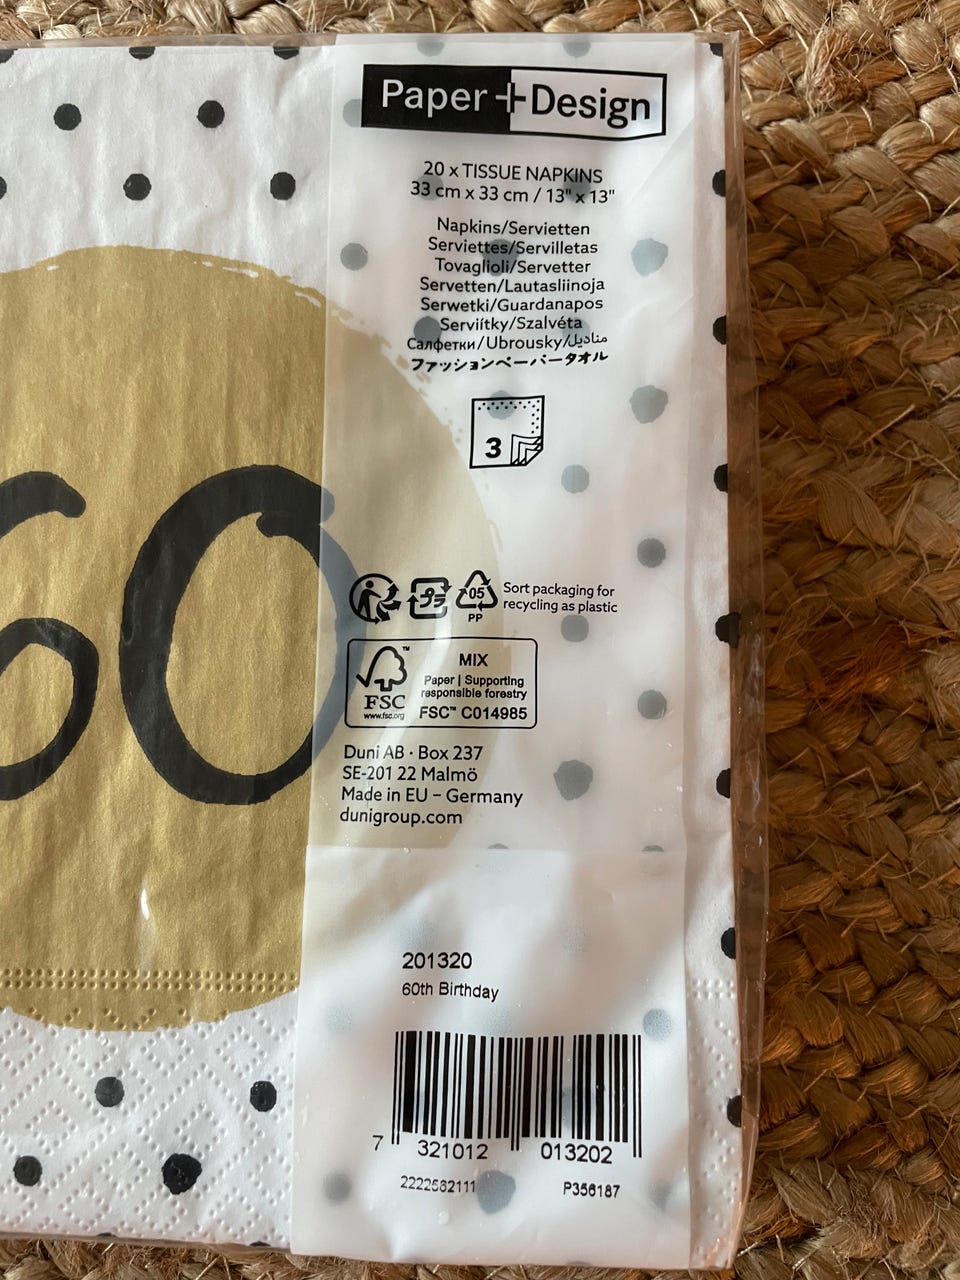 60
Paper+Design
20 x TISSUE NAPKINS
33 cm x 33 cm / 13" x 13"
Napkins/Servietten
Serviettes/Servilletas
Tovaglioli/Servetter
Servetten/Lautasliinoja
Serwetki/Guardanapos
Serviítky/Szalvéta
Салфетки/Ubrousky/مناديل
ファッションペーパータオル
3
プラ
05
PP
Sort packaging for
recycling as plastic
FSC™
www.fsc.org
MIX
Paper | Supporting
responsible forestry
FSC™ C014985
Duni AB · Box 237
SE-201 22 Malmö
Made in EU – Germany
dunigroup.com
201320
60th Birthday
7 321012 013202
2222562111 P356187